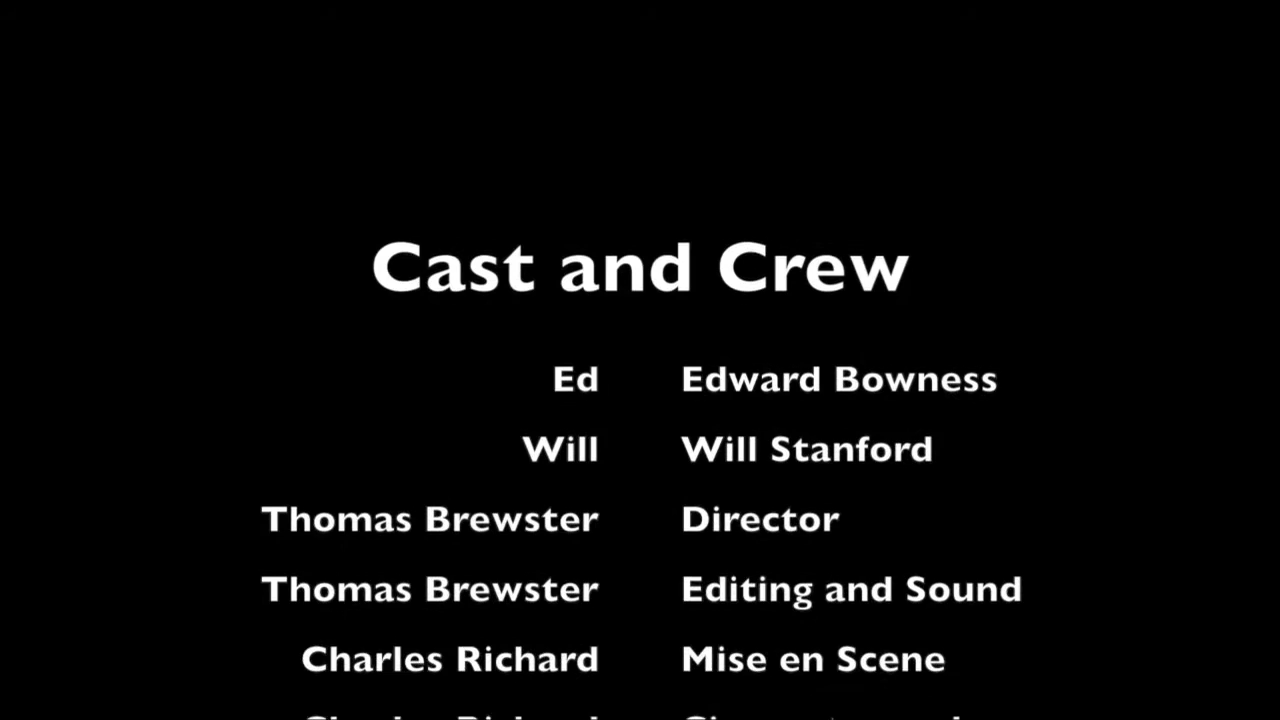 Cast and Crew
Ed Edward Bowness
Will Will Stanford
Thomas Brewster Director
Thomas Brewster Editing and Sound
Charles Richard Mise en Scene